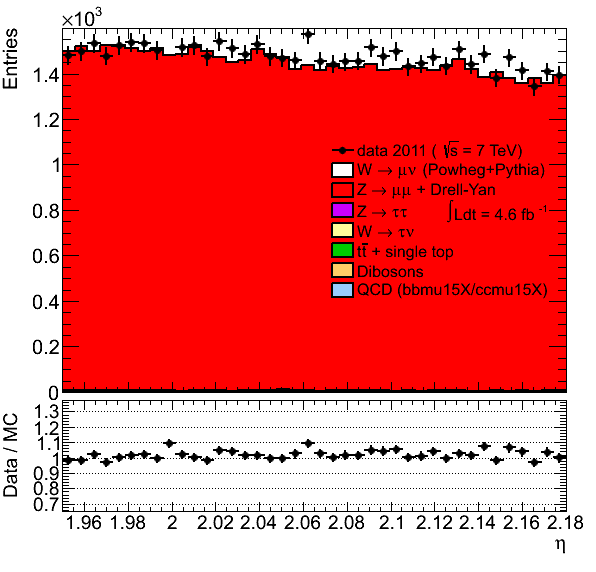 ×10³
Entries
1.4
1.2
1
0.8
0.6
0.4
0.2
0
data 2011 ( √s = 7 TeV)
W → μν (Powheg+Pythia)
Z → μμ + Drell-Yan
Z → ττ ∫Ldt = 4.6 fb⁻¹
W → τν
tt̄ + single top
Dibosons
QCD (bbmu15X/ccmu15X)
Data / MC
1.3
1.2
1.1
1
0.9
0.8
0.7
1.96 1.98 2 2.02 2.04 2.06 2.08 2.1 2.12 2.14 2.16 2.18
η